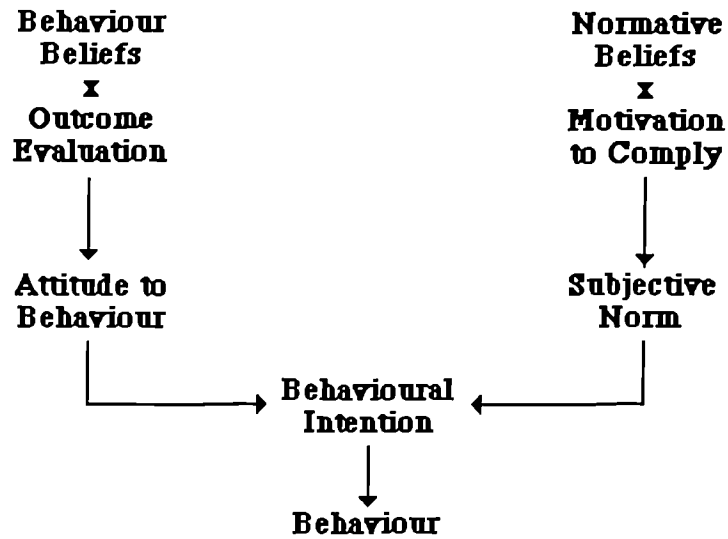 Behaviour
Beliefs
x
Outcome
Evaluation
Normative
Beliefs
x
Motivation
to Comply
Attitude to
Behaviour
Subjective
Norm
Behavioural
Intention
Behaviour